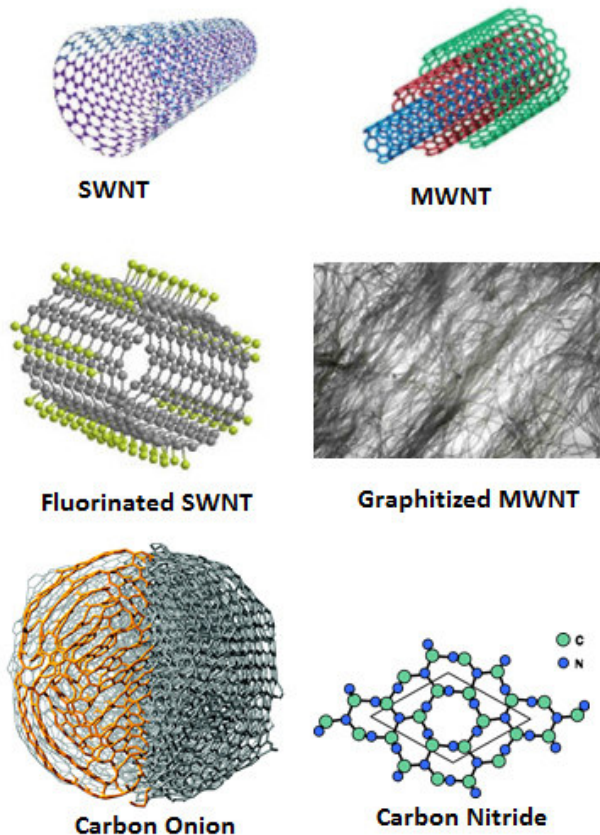 SWNT
MWNT
Fluorinated SWNT
Graphitized MWNT
C
N
Carbon Onion
Carbon Nitride